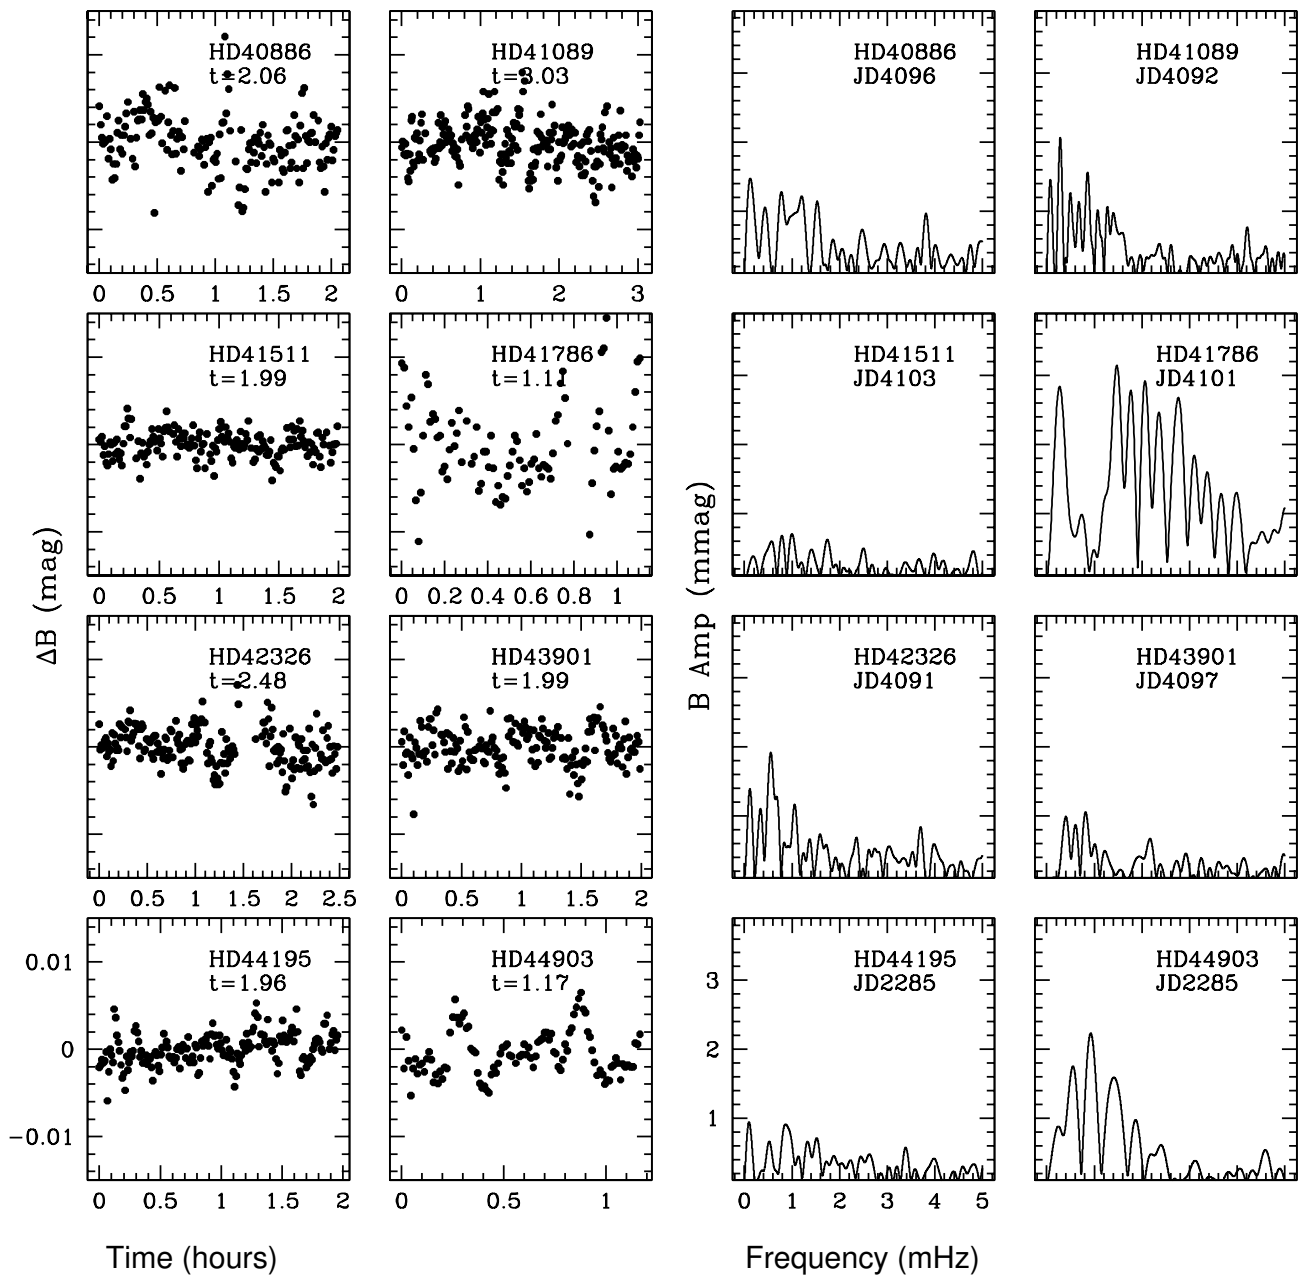 HD40886
t=2.06
0 0.5 1 1.5 2
HD41089
t=3.03
0 1 2 3
HD40886
JD4096
HD41089
JD4092
HD41511
t=1.99
0 0.5 1 1.5 2
HD41786
t=1.11
0 0.2 0.4 0.6 0.8 1
HD41511
JD4103
HD41786
JD4101
ΔB (mag)
B Amp (mmag)
HD42326
t=2.48
0 0.5 1 1.5 2 2.5
HD43901
t=1.99
0 0.5 1 1.5 2
HD42326
JD4091
HD43901
JD4097
HD44195
t=1.96
0.01
0
−0.01
0 0.5 1 1.5 2
HD44903
t=1.17
0 0.5 1
HD44195
JD2285
3
2
1
0 1 2 3 4 5
HD44903
JD2285
Time (hours)
Frequency (mHz)